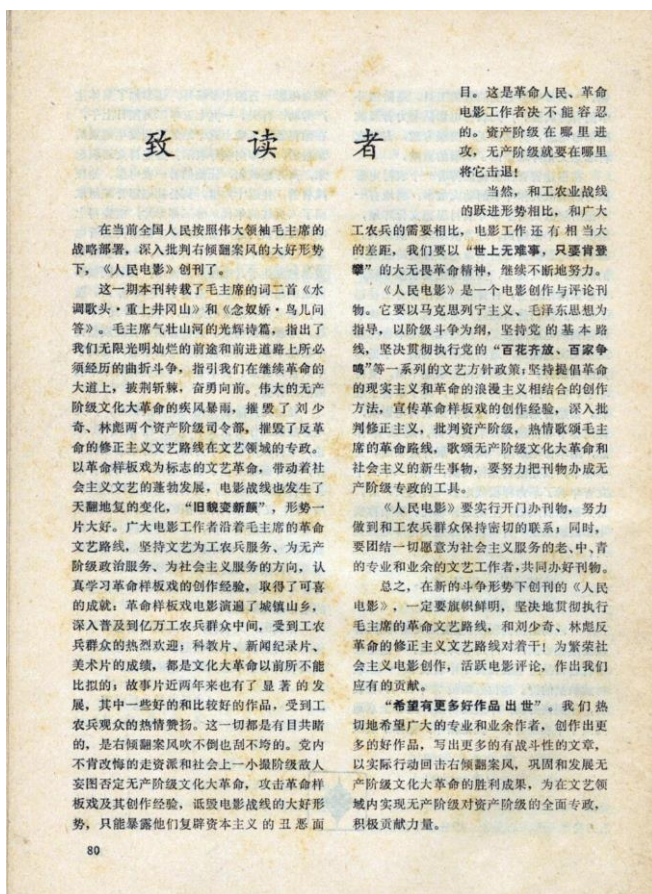 致读者
在当前全国人民按照伟大领袖毛主席的
战略部署，深入批判右倾翻案风的大好形势
下，《人民电影》创刊了。
这一期本刊转载了毛主席的词二首《水
调歌头·重上井冈山》和《念奴娇·鸟儿问
答》。毛主席气壮山河的光辉诗篇，指出了
我们无限光明灿烂的前途和前进道路上所必
须经历的曲折斗争，指引我们在继续革命的
大道上，披荆斩棘，奋勇向前。伟大的无产
阶级文化大革命的疾风暴雨，摧毁了刘少
奇、林彪两个资产阶级司令部，摧毁了反革
命的修正主义文艺路线在文艺领域的专政。
以革命样板戏为标志的文艺革命，带动着社
会主义文艺的蓬勃发展，电影战线也发生了
天翻地复的变化，“旧貌变新颜”，形势一
片大好。广大电影工作者沿着毛主席的革命
文艺路线，坚持文艺为工农兵服务、为无产
阶级政治服务、为社会主义服务的方向，认
真学习革命样板戏的创作经验，取得了可喜
的成就：革命样板戏电影演遍了城镇山乡，
深入普及到亿万工农兵群众中间，受到工农
兵群众的热烈欢迎；科教片、新闻纪录片、
美术片的成绩，都是文化大革命以前所不能
比拟的；故事片近两年来也有了显著的发
展，其中一些好的和比较好的作品，受到工
农兵观众的热情赞扬。这一切都是有目共睹
的，是右倾翻案风吹不倒也刮不垮的。党内
不肯改悔的走资派和社会上一小撮阶级敌人
妄图否定无产阶级文化大革命，攻击革命样
板戏及其创作经验，诋毁电影战线的大好形
势，只能暴露他们复辟资本主义的丑恶面
目。这是革命人民、革命
电影工作者决不能容忍
的。资产阶级在哪里进
攻，无产阶级就要在哪里
将它击退！
当然，和工农业战线
的跃进形势相比，和广大
工农兵的需要相比，电影工作还有相当大
的差距，我们要以“世上无难事，只要肯登
攀”的大无畏革命精神，继续不断地努力。
《人民电影》是一个电影创作与评论刊
物。它要以马克思列宁主义、毛泽东思想为
指导，以阶级斗争为纲，坚持党的基本路
线，坚决贯彻执行党的“百花齐放、百家争
鸣”等一系列的文艺方针政策；坚持提倡革命
的现实主义和革命的浪漫主义相结合的创作
方法，宣传革命样板戏的创作经验，深入批
判修正主义，批判资产阶级，热情歌颂毛主
席的革命路线，歌颂无产阶级文化大革命和
社会主义的新生事物，要努力把刊物办成无
产阶级专政的工具。
《人民电影》要实行开门办刊物，努力
做到和工农兵群众保持密切的联系；同时，
要团结一切愿意为社会主义服务的老、中、青
的专业和业余的文艺工作者，共同办好刊物。
总之，在新的斗争形势下创刊的《人民
电影》，一定要旗帜鲜明，坚决地贯彻执行
毛主席的革命文艺路线，和刘少奇、林彪反
革命的修正主义文艺路线对着干！为繁荣社
会主义电影创作，活跃电影评论，作出我们
应有的贡献。
“希望有更多好作品出世”。我们热
切地希望广大的专业和业余作者，创作出更
多的好作品，写出更多的有战斗性的文章，
以实际行动回击右倾翻案风，巩固和发展无
产阶级文化大革命的胜利成果，为在文艺领
域内实现无产阶级对资产阶级的全面专政，
积极贡献力量。
80